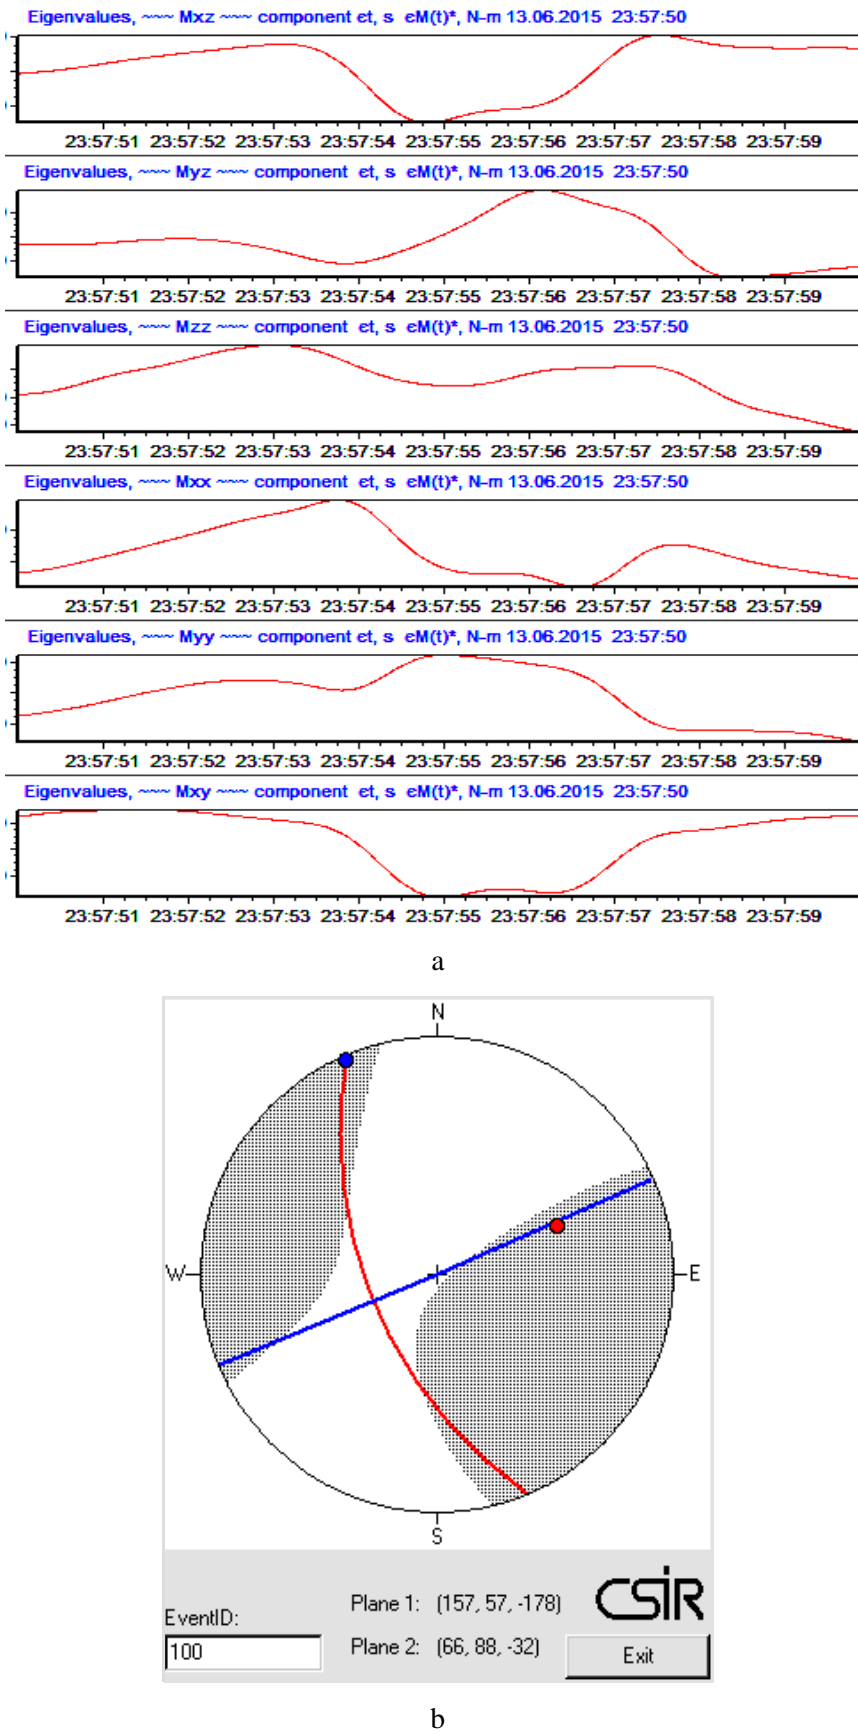 Eigenvalues, ~~~ Mxz ~~~ component et, s eM(t)*, N-m 13.06.2015 23:57:50
23:57:51 23:57:52 23:57:53 23:57:54 23:57:55 23:57:56 23:57:57 23:57:58 23:57:59
Eigenvalues, ~~~ Myz ~~~ component et, s eM(t)*, N-m 13.06.2015 23:57:50
23:57:51 23:57:52 23:57:53 23:57:54 23:57:55 23:57:56 23:57:57 23:57:58 23:57:59
Eigenvalues, ~~~ Mzz ~~~ component et, s eM(t)*, N-m 13.06.2015 23:57:50
23:57:51 23:57:52 23:57:53 23:57:54 23:57:55 23:57:56 23:57:57 23:57:58 23:57:59
Eigenvalues, ~~~ Mxx ~~~ component et, s eM(t)*, N-m 13.06.2015 23:57:50
23:57:51 23:57:52 23:57:53 23:57:54 23:57:55 23:57:56 23:57:57 23:57:58 23:57:59
Eigenvalues, ~~~ Myy ~~~ component et, s eM(t)*, N-m 13.06.2015 23:57:50
23:57:51 23:57:52 23:57:53 23:57:54 23:57:55 23:57:56 23:57:57 23:57:58 23:57:59
Eigenvalues, ~~~ Mxy ~~~ component et, s eM(t)*, N-m 13.06.2015 23:57:50
23:57:51 23:57:52 23:57:53 23:57:54 23:57:55 23:57:56 23:57:57 23:57:58 23:57:59
a
N
W
E
S
CSIR
Plane 1: (157, 57, -178)
EventID:
100
Plane 2: (66, 88, -32)
Exit
b